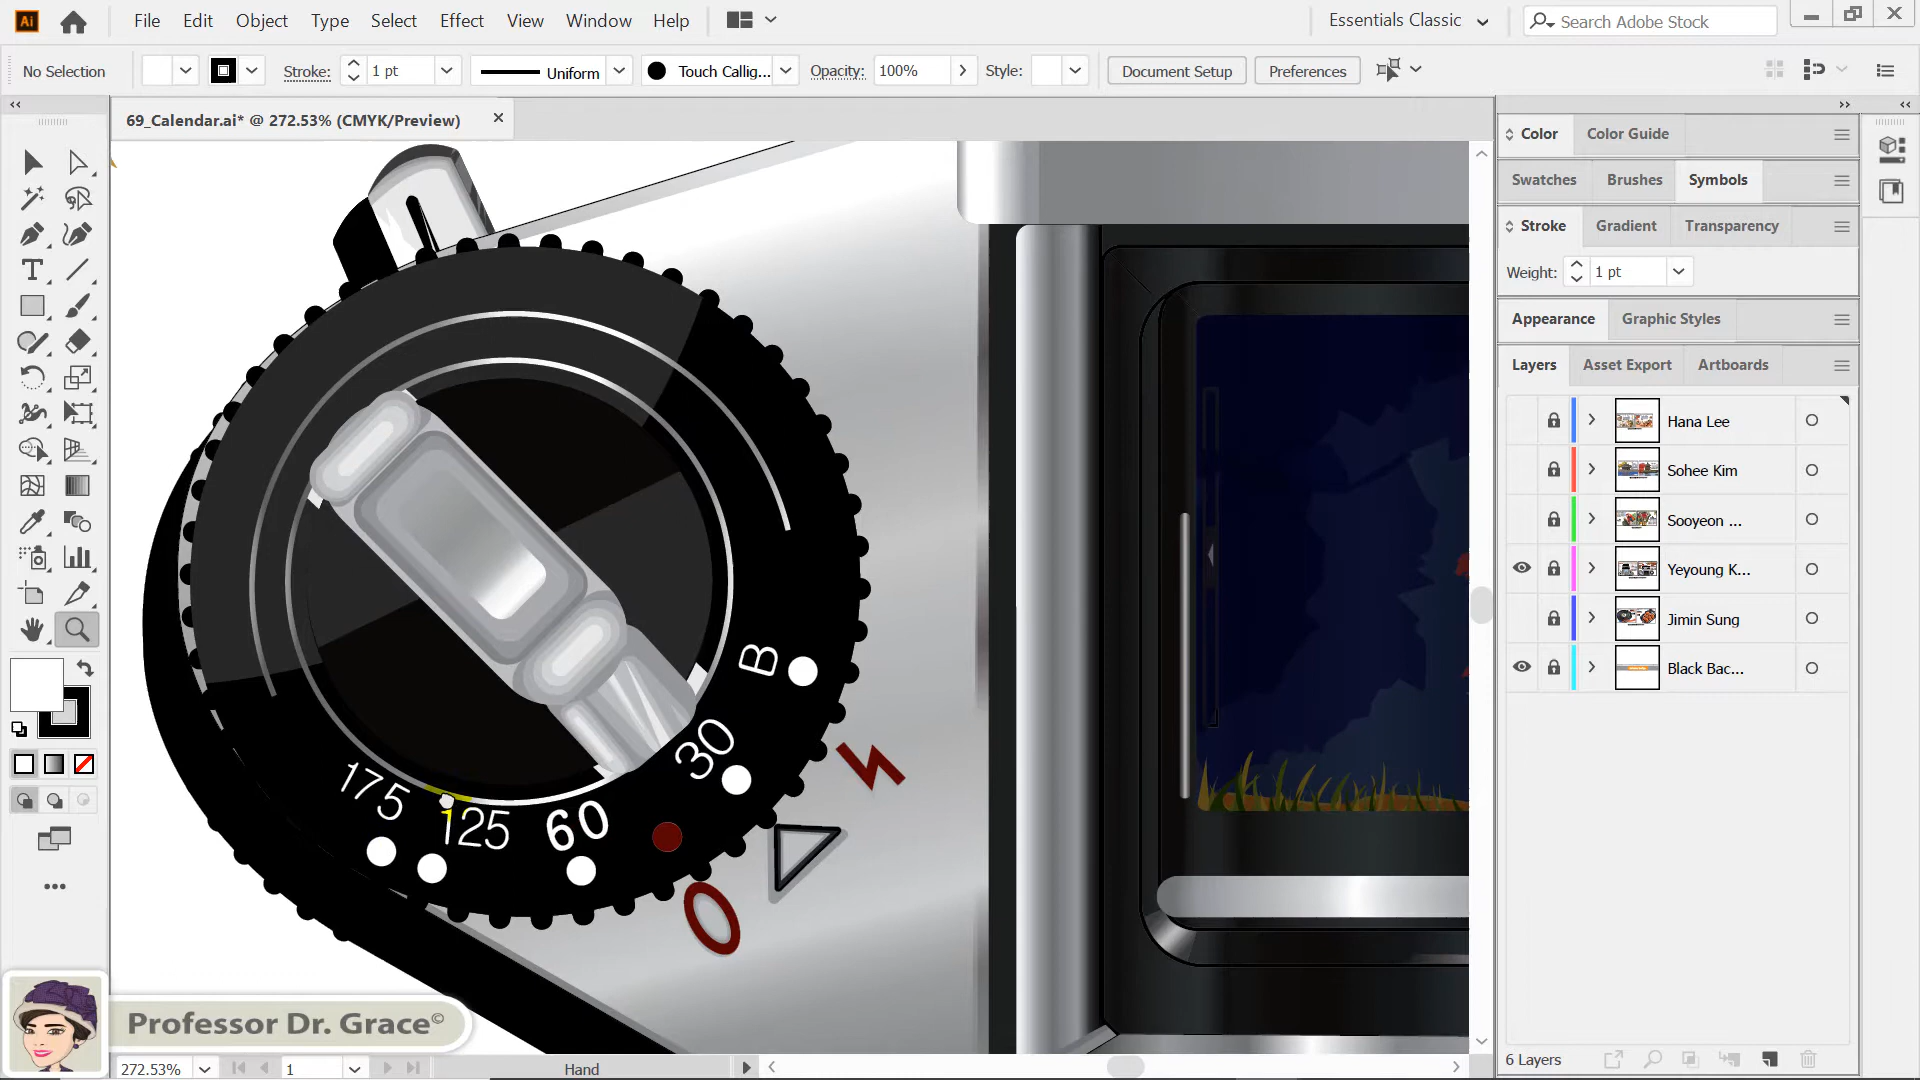 Ai File Edit Object Type Select Effect View Window Help Essentials Classic Search Adobe Stock
No Selection Stroke: 1 pt Uniform Touch Callig... Opacity: 100% Style: Document Setup Preferences
69_Calendar.ai* @ 272.53% (CMYK/Preview)
Color Color Guide
Swatches Brushes Symbols
Stroke Gradient Transparency
Weight: 1 pt
Appearance Graphic Styles
Layers Asset Export Artboards
Hana Lee
Sohee Kim
Sooyeon ...
Yeyoung K...
Jimin Sung
Black Bac...
B
30
60
125
175
Professor Dr. Grace©
272.53% 1 Hand
6 Layers